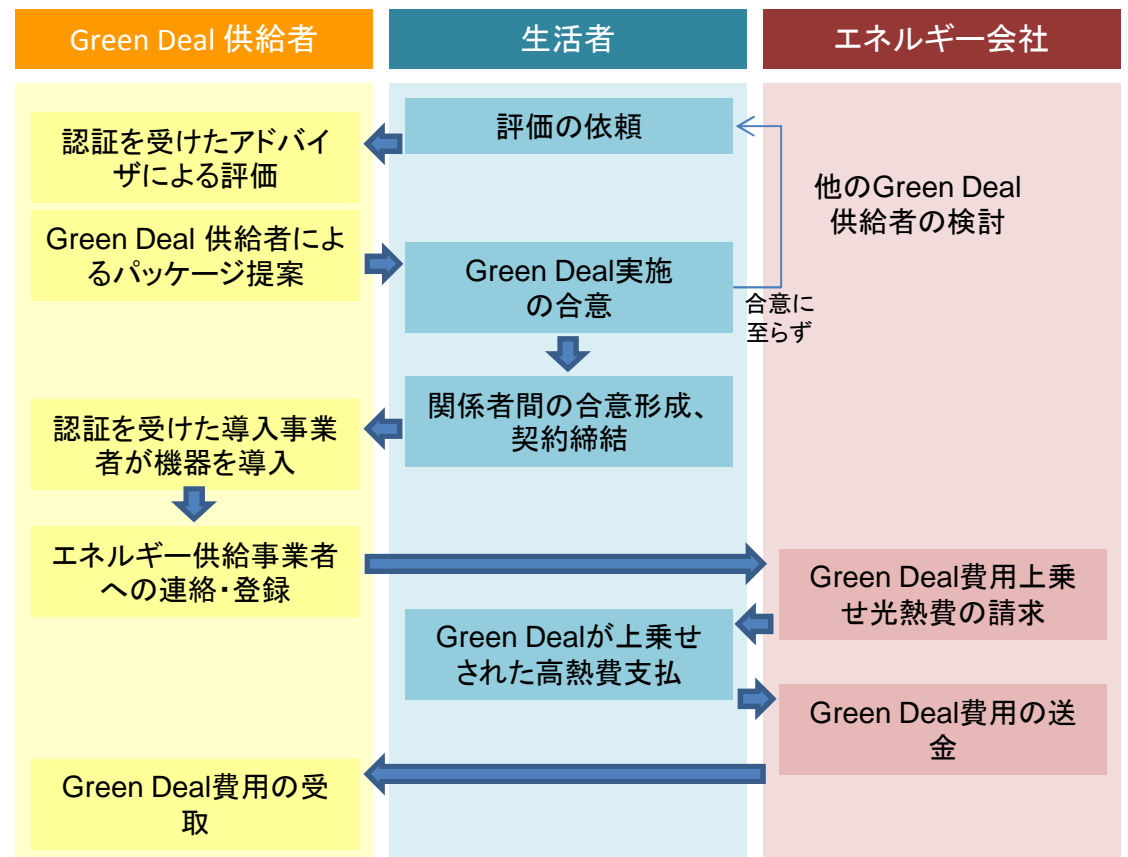 Green Deal 供給者
生活者
エネルギー会社
評価の依頼
認証を受けたアドバイ
ザによる評価
他のGreen Deal
供給者の検討
Green Deal 供給者によ
るパッケージ提案
Green Deal実施
の合意
合意に
至らず
関係者間の合意形成、
契約締結
認証を受けた導入事業
者が機器を導入
エネルギー供給事業者
への連絡・登録
Green Deal費用上乗
せ光熱費の請求
Green Dealが上乗せ
された高熱費支払
Green Deal費用の送
金
Green Deal費用の受
取